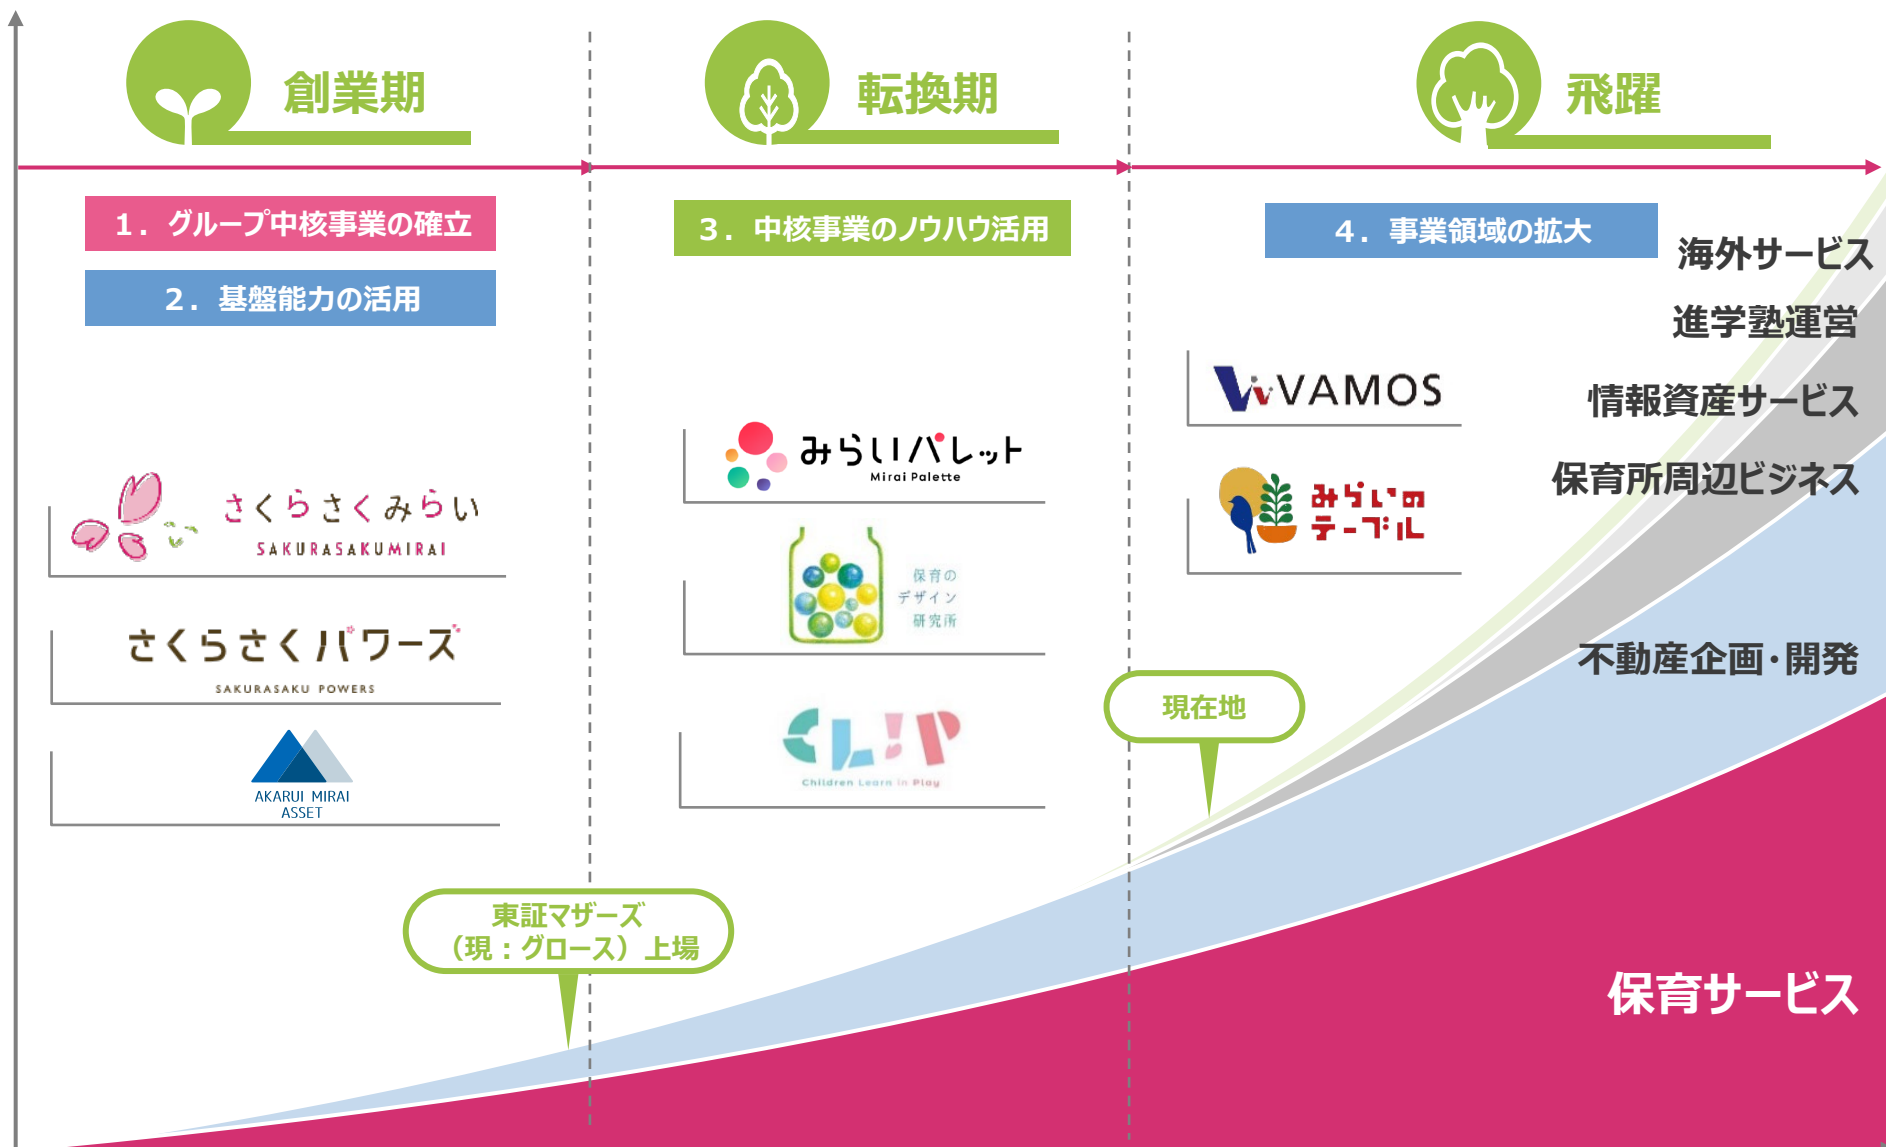 創業期
転換期
飛躍
1．グループ中核事業の確立
2．基盤能力の活用
3．中核事業のノウハウ活用
4．事業領域の拡大
さくらさくみらい
SAKURASAKUMIRAI
さくらさくパワーズ
SAKURASAKU POWERS
AKARUI MIRAI
ASSET
みらいパレット
Mirai Palette
保育の
デザイン
研究所
CL!P
Children Learn in Play
VAMOS
みらいの
テーブル
海外サービス
進学塾運営
情報資産サービス
保育所周辺ビジネス
不動産企画・開発
保育サービス
現在地
東証マザーズ
（現：グロース）上場